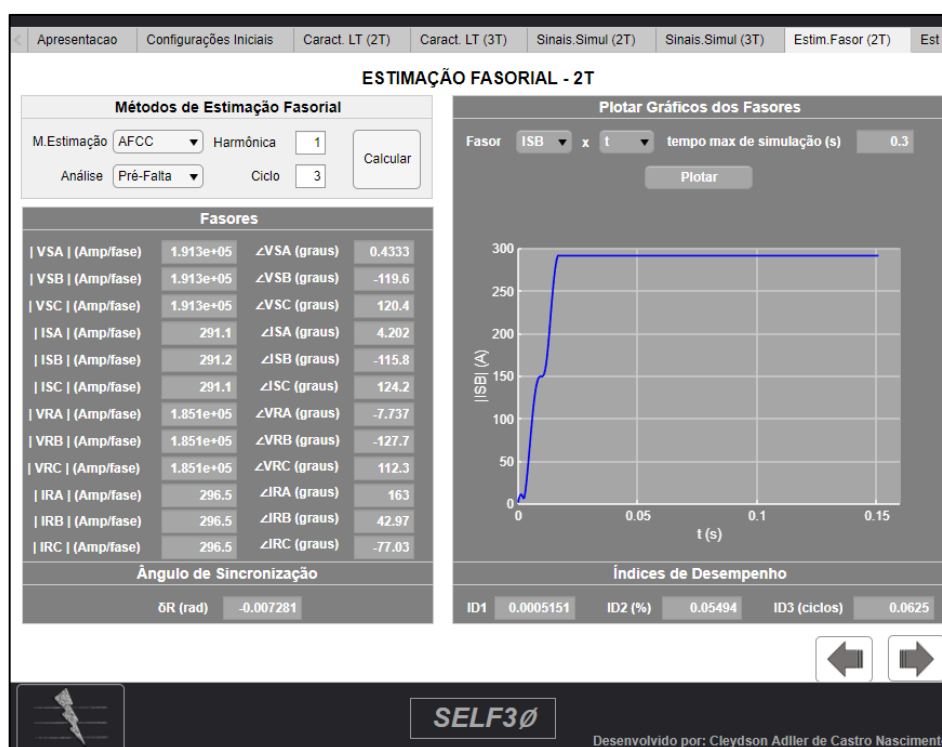 Apresentacao Configurações Iniciais Caract. LT (2T) Caract. LT (3T) Sinais.Simul (2T) Sinais.Simul (3T) Estim.Fasor (2T) Est
ESTIMAÇÃO FASORIAL - 2T
Métodos de Estimação Fasorial
M.Estimação AFCC Harmônica 1
Calcular
Análise Pré-Falta Ciclo 3
Fasores
| VSA | (Amp/fase) 1.913e+05 ∠VSA (graus) 0.4333
| VSB | (Amp/fase) 1.913e+05 ∠VSB (graus) -119.6
| VSC | (Amp/fase) 1.913e+05 ∠VSC (graus) 120.4
| ISA | (Amp/fase) 291.1 ∠ISA (graus) 4.202
| ISB | (Amp/fase) 291.2 ∠ISB (graus) -115.8
| ISC | (Amp/fase) 291.1 ∠ISC (graus) 124.2
| VRA | (Amp/fase) 1.851e+05 ∠VRA (graus) -7.737
| VRB | (Amp/fase) 1.851e+05 ∠VRB (graus) -127.7
| VRC | (Amp/fase) 1.851e+05 ∠VRC (graus) 112.3
| IRA | (Amp/fase) 296.5 ∠IRA (graus) 163
| IRB | (Amp/fase) 296.5 ∠IRB (graus) 42.97
| IRC | (Amp/fase) 296.5 ∠IRC (graus) -77.03
Ângulo de Sincronização
δR (rad) -0.007281
Plotar Gráficos dos Fasores
Fasor ISB x t tempo max de simulação (s) 0.3
Plotar
300
250
200
150
100
50
0
|ISB| (A)
0 0.05 0.1 0.15
t (s)
Índices de Desempenho
ID1 0.0005151 ID2 (%) 0.05494 ID3 (ciclos) 0.0625
SELF3Ø
Desenvolvido por: Cleydson Adller de Castro Nasciment